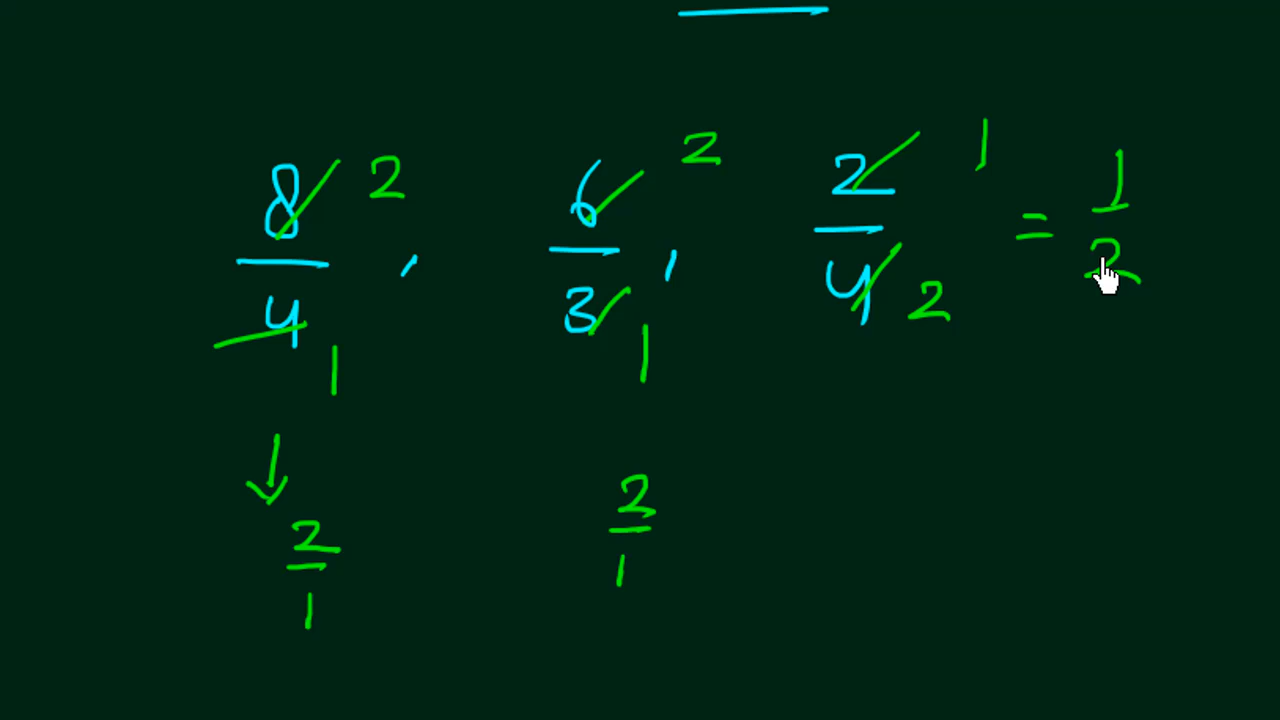 8/4 2 1 , 6/3 2 1 , 2/4 1 2 = 1/2
↓ 2/1 2/1